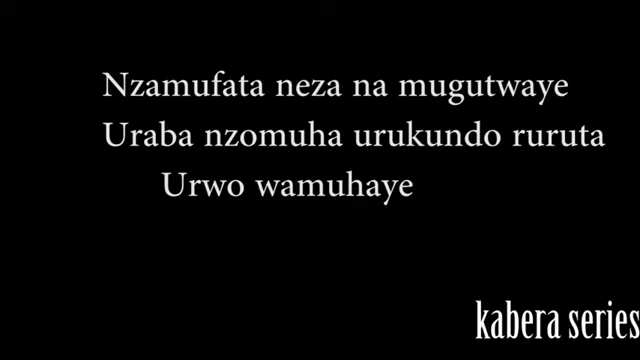 Nzamufata neza na mugutwaye
Uraba nzomuha urukundo ruruta
Urwo wamuhaye
kabera series